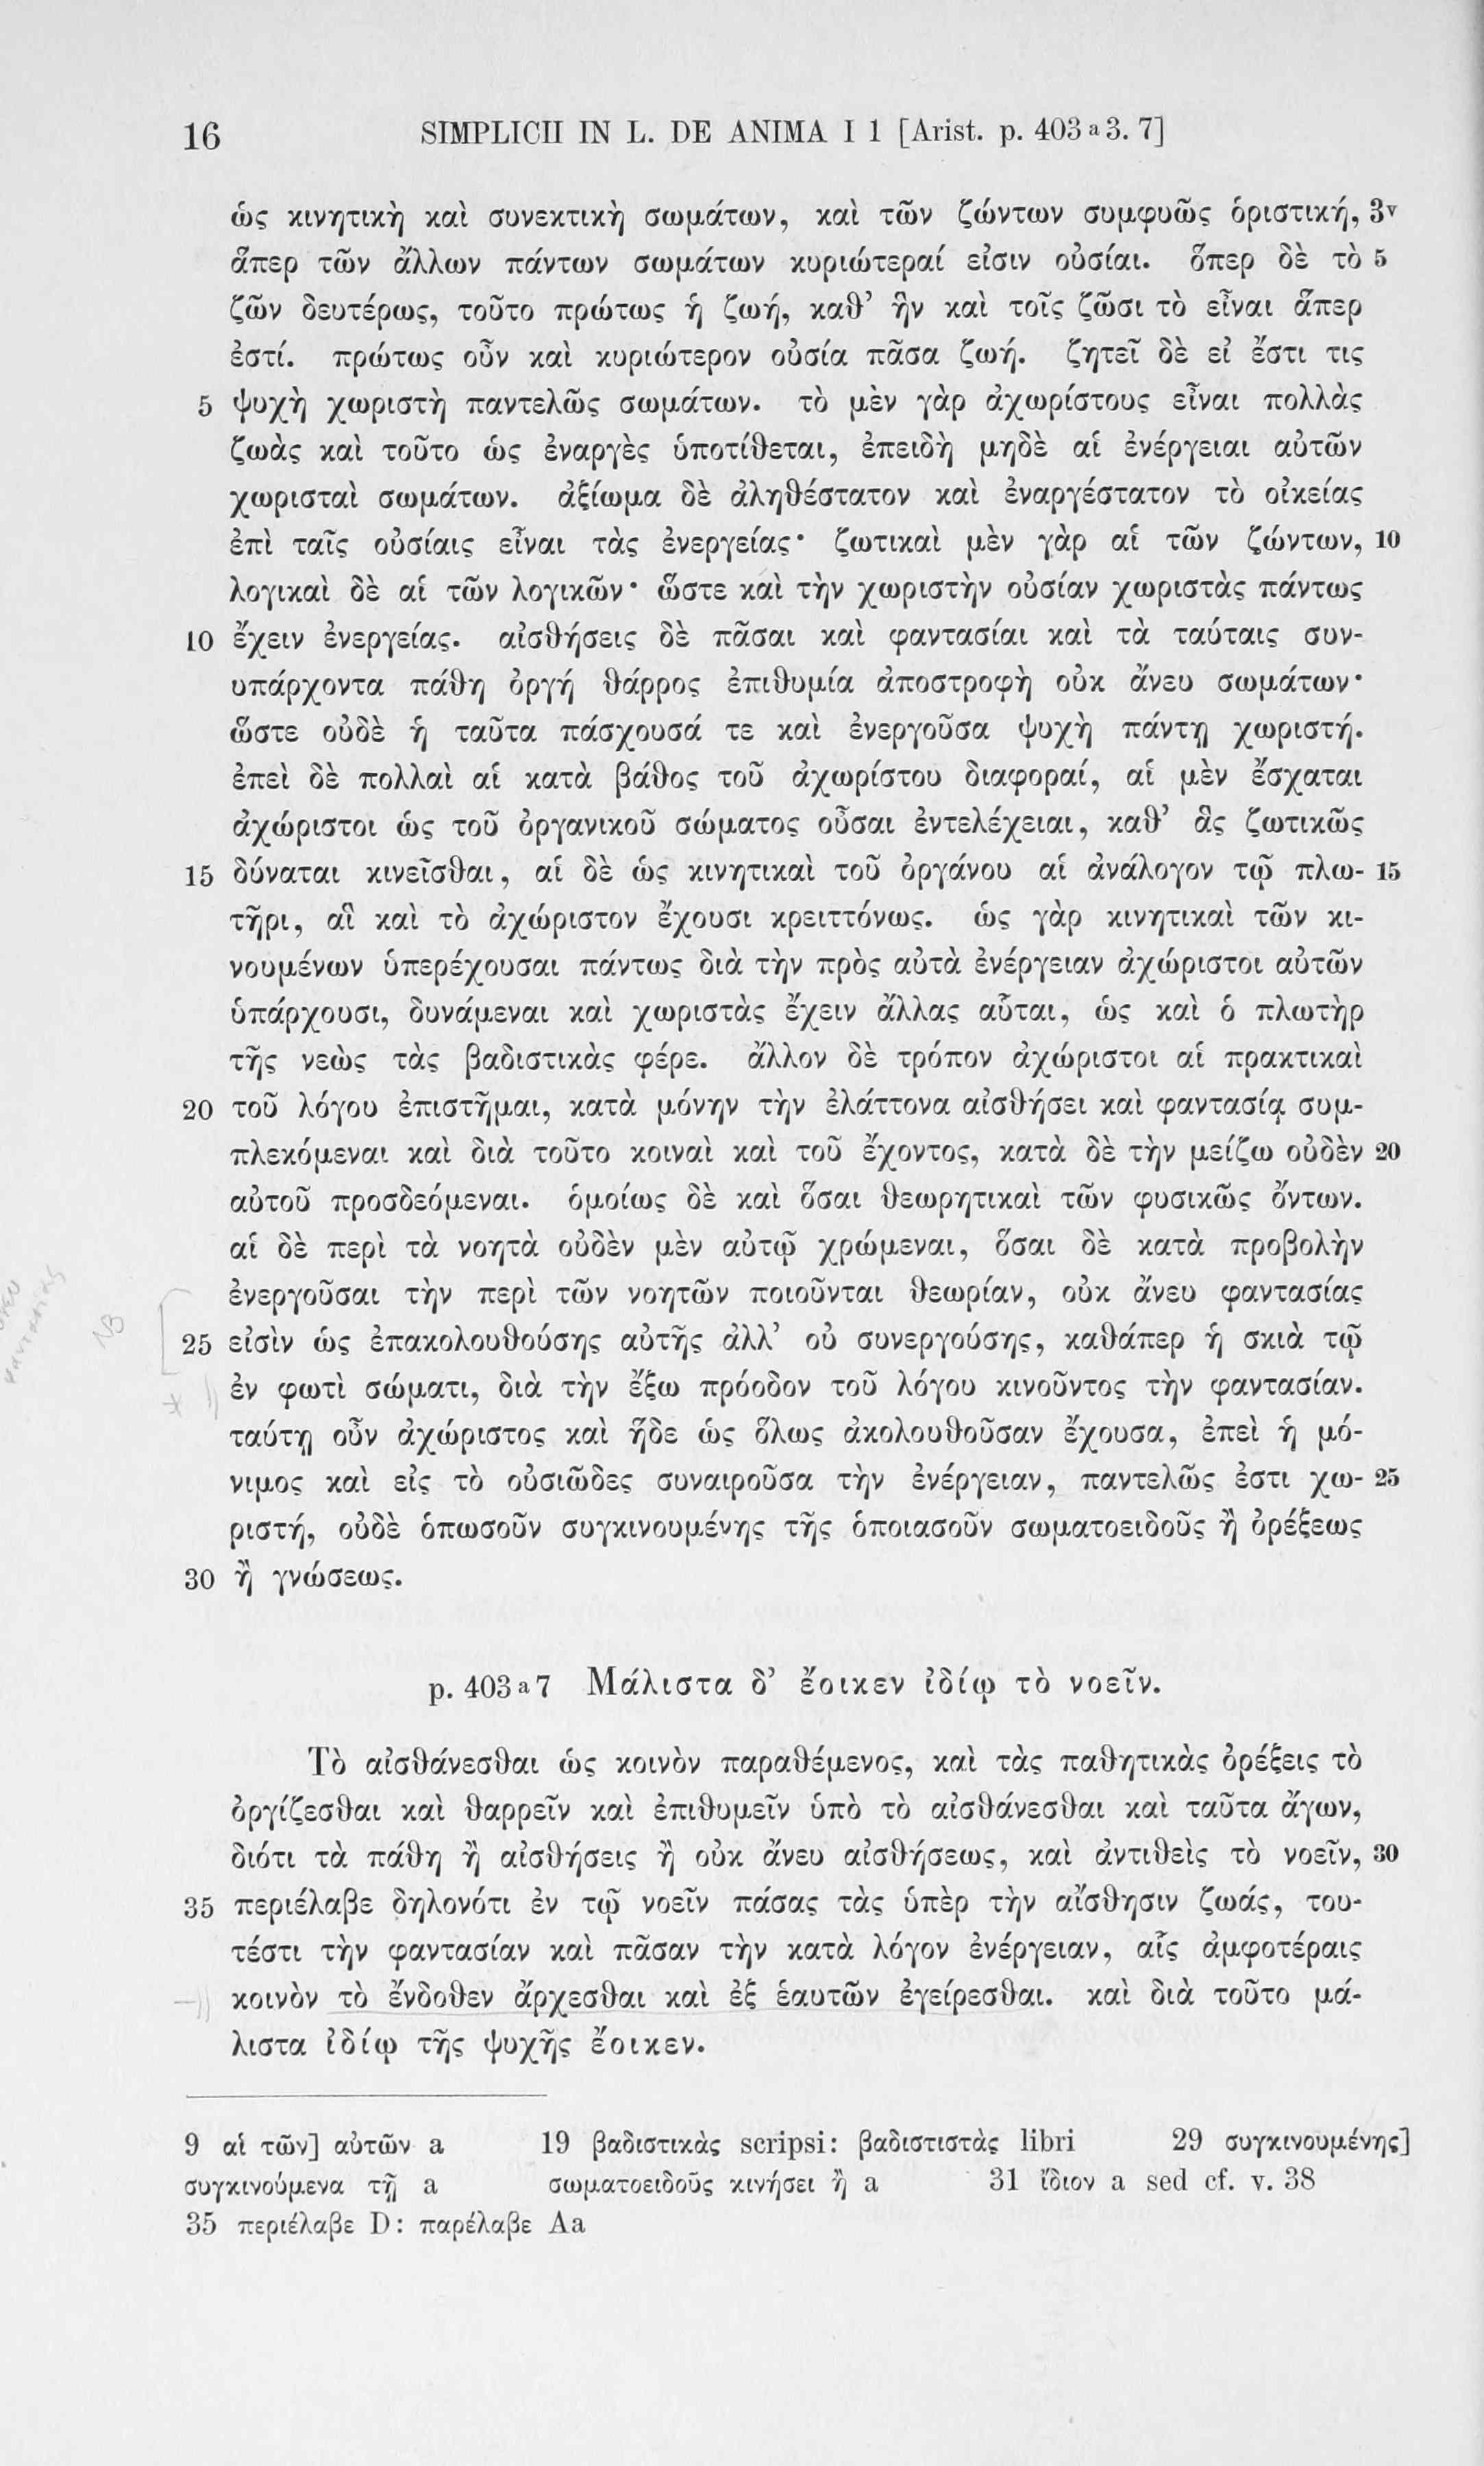 16 SIMPLICII IN L. DE ANIMA I 1 [Arist. p. 403 a 3. 7]
ὡς κινητικὴ καὶ συνεκτικὴ σωμάτων, καὶ τῶν ζώντων συμφυῶς ὁριστική, 3v
ἅπερ τῶν ἄλλων πάντων σωμάτων κυριώτεραί εἰσιν οὐσίαι. ὅπερ δὲ τὸ 5
ζῶν δευτέρως, τοῦτο πρώτως ἡ ζωή, καθ’ ἣν καὶ τοῖς ζῶσι τὸ εἶναι ἅπερ
ἐστί. πρώτως οὖν καὶ κυριώτερον οὐσία πᾶσα ζωή. ζητεῖ δὲ εἰ ἔστι τις
5 ψυχὴ χωριστὴ παντελῶς σωμάτων. τὸ μὲν γὰρ ἀχωρίστους εἶναι πολλὰς
ζωὰς καὶ τοῦτο ὡς ἐναργὲς ὑποτίθεται, ἐπειδὴ μηδὲ αἱ ἐνέργειαι αὐτῶν
χωρισταὶ σωμάτων. ἀξίωμα δὲ ἀληθέστατον καὶ ἐναργέστατον τὸ οἰκείας
ἐπὶ ταῖς οὐσίαις εἶναι τὰς ἐνεργείας· ζωτικαὶ μὲν γὰρ αἱ τῶν ζώντων, 10
λογικαὶ δὲ αἱ τῶν λογικῶν· ὥστε καὶ τὴν χωριστὴν οὐσίαν χωριστὰς πάντως
10 ἔχειν ἐνεργείας. αἰσθήσεις δὲ πᾶσαι καὶ φαντασίαι καὶ τὰ ταύταις συν-
υπάρχοντα πάθη ὀργή θάρρος ἐπιθυμία ἀποστροφὴ οὐκ ἄνευ σωμάτων·
ὥστε οὐδὲ ἡ ταῦτα πάσχουσά τε καὶ ἐνεργοῦσα ψυχὴ πάντῃ χωριστή.
ἐπεὶ δὲ πολλαὶ αἱ κατὰ βάθος τοῦ ἀχωρίστου διαφοραί, αἱ μὲν ἔσχαται
ἀχώριστοι ὡς τοῦ ὀργανικοῦ σώματος οὖσαι ἐντελέχειαι, καθ’ ἃς ζωτικῶς
15 δύναται κινεῖσθαι, αἱ δὲ ὡς κινητικαὶ τοῦ ὀργάνου αἱ ἀνάλογον τῷ πλω- 15
τῆρι, αἳ καὶ τὸ ἀχώριστον ἔχουσι κρειττόνως. ὡς γὰρ κινητικαὶ τῶν κι-
νουμένων ὑπερέχουσαι πάντως διὰ τὴν πρὸς αὐτὰ ἐνέργειαν ἀχώριστοι αὐτῶν
ὑπάρχουσι, δυνάμεναι καὶ χωριστὰς ἔχειν ἄλλας αὗται, ὡς καὶ ὁ πλωτὴρ
τῆς νεὼς τὰς βαδιστικὰς φέρε. ἄλλον δὲ τρόπον ἀχώριστοι αἱ πρακτικαὶ
20 τοῦ λόγου ἐπιστῆμαι, κατὰ μόνην τὴν ἐλάττονα αἰσθήσει καὶ φαντασίᾳ συμ-
πλεκόμεναι καὶ διὰ τοῦτο κοιναὶ καὶ τοῦ ἔχοντος, κατὰ δὲ τὴν μείζω οὐδὲν 20
αὐτοῦ προσδεόμεναι. ὁμοίως δὲ καὶ ὅσαι θεωρητικαὶ τῶν φυσικῶς ὄντων.
αἱ δὲ περὶ τὰ νοητὰ οὐδὲν μὲν αὐτῷ χρώμεναι, ὅσαι δὲ κατὰ προβολὴν
ἐνεργοῦσαι τὴν περὶ τῶν νοητῶν ποιοῦνται θεωρίαν, οὐκ ἄνευ φαντασίας
NB 25 εἰσὶν ὡς ἐπακολουθούσης αὐτῆς ἀλλ’ οὐ συνεργούσης, καθάπερ ἡ σκιὰ τῷ
ἐν φωτὶ σώματι, διὰ τὴν ἔξω πρόοδον τοῦ λόγου κινοῦντος τὴν φαντασίαν.
ταύτῃ οὖν ἀχώριστος καὶ ἥδε ὡς ὅλως ἀκολουθοῦσαν ἔχουσα, ἐπεὶ ἡ μό-
νιμος καὶ εἰς τὸ οὐσιῶδες συναιροῦσα τὴν ἐνέργειαν, παντελῶς ἐστι χω- 25
ριστή, οὐδὲ ὁπωσοῦν συγκινουμένης τῆς ὁποιασοῦν σωματοειδοῦς ἢ ὀρέξεως
30 ἢ γνώσεως.
p. 403 a 7 Μάλιστα δ’ ἔοικεν ἰδίῳ τὸ νοεῖν.
Τὸ αἰσθάνεσθαι ὡς κοινὸν παραθέμενος, καὶ τὰς παθητικὰς ὀρέξεις τὸ
ὀργίζεσθαι καὶ θαρρεῖν καὶ ἐπιθυμεῖν ὑπὸ τὸ αἰσθάνεσθαι καὶ ταῦτα ἄγων,
διότι τὰ πάθη ἢ αἰσθήσεις ἢ οὐκ ἄνευ αἰσθήσεως, καὶ ἀντιθεὶς τὸ νοεῖν, 30
35 περιέλαβε δηλονότι ἐν τῷ νοεῖν πάσας τὰς ὑπὲρ τὴν αἴσθησιν ζωάς, του-
τέστι τὴν φαντασίαν καὶ πᾶσαν τὴν κατὰ λόγον ἐνέργειαν, αἷς ἀμφοτέραις
κοινὸν τὸ ἔνδοθεν ἄρχεσθαι καὶ ἐξ ἑαυτῶν ἐγείρεσθαι. καὶ διὰ τοῦτο μά-
λιστα ἰδίῳ τῆς ψυχῆς ἔοικεν.
9 αἱ τῶν] αὐτῶν a 19 βαδιστικὰς scripsi: βαδιστιστὰς libri 29 συγκινουμένης]
συγκινούμενα τῇ a σωματοειδοῦς κινήσει ἢ a 31 ἴδιον a sed cf. v. 38
35 περιέλαβε D: παρέλαβε Aa